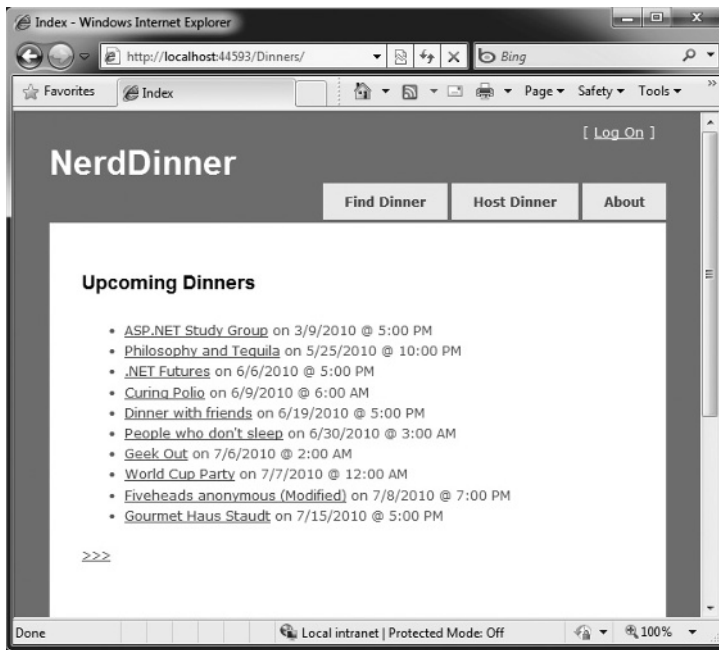 Index - Windows Internet Explorer
http://localhost:44593/Dinners/
Bing
Favorites
Index
Page
Safety
Tools
»
[ Log On ]
NerdDinner
Find Dinner
Host Dinner
About
Upcoming Dinners
• ASP.NET Study Group on 3/9/2010 @ 5:00 PM
• Philosophy and Tequila on 5/25/2010 @ 10:00 PM
• .NET Futures on 6/6/2010 @ 5:00 PM
• Curing Polio on 6/9/2010 @ 6:00 AM
• Dinner with friends on 6/19/2010 @ 5:00 PM
• People who don't sleep on 6/30/2010 @ 3:00 AM
• Geek Out on 7/6/2010 @ 2:00 AM
• World Cup Party on 7/7/2010 @ 12:00 AM
• Fiveheads anonymous (Modified) on 7/8/2010 @ 7:00 PM
• Gourmet Haus Staudt on 7/15/2010 @ 5:00 PM
>>>
Done
Local intranet | Protected Mode: Off
100%